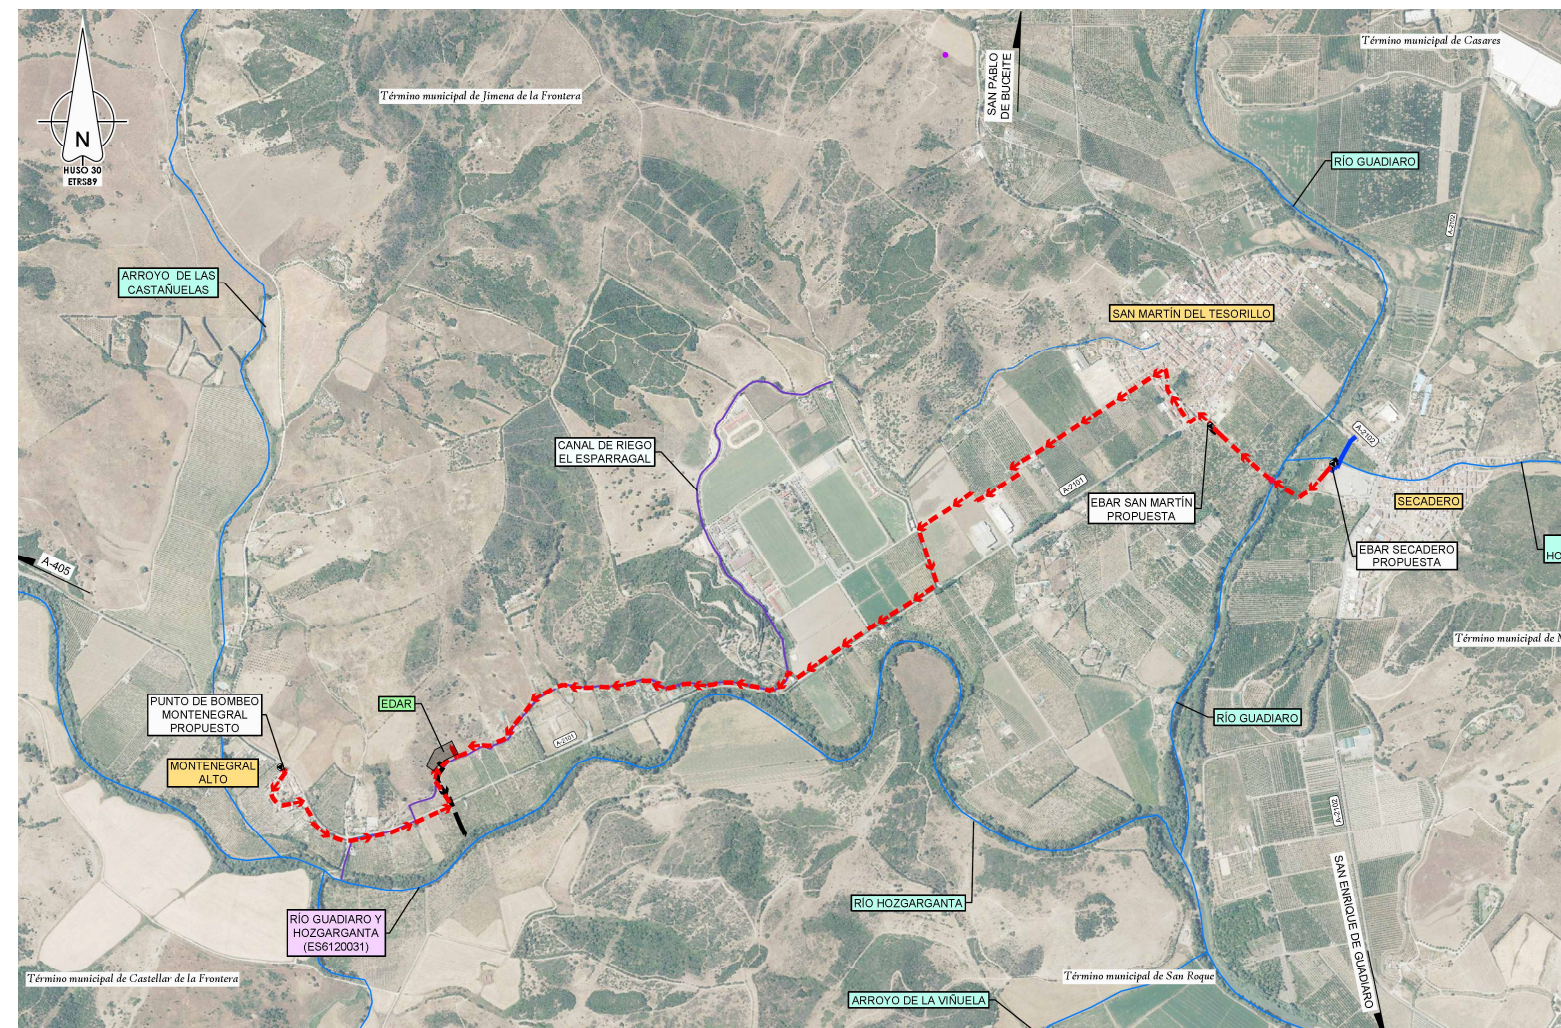 Término municipal de Casares
SAN PABLO
DE BUCEITE
Término municipal de Jimena de la Frontera
N
HUSO 30
ETRS89
RÍO GUADIARO
A-2102
ARROYO DE LAS
CASTAÑUELAS
SAN MARTÍN DEL TESORILLO
A-2102
CANAL DE RIEGO
EL ESPARRAGAL
A-2101
EBAR SAN MARTÍN
PROPUESTA
SECADERO
EBAR SECADERO
PROPUESTA
HO
A-405
Término municipal de M
PUNTO DE BOMBEO
MONTENEGRAL
PROPUESTO
EDAR
RÍO GUADIARO
A-2101
MONTENEGRAL
ALTO
A-2102
RÍO HOZGARGANTA
SAN ENRIQUE DE GUADIARO
RÍO GUADIARO Y
HOZGARGANTA
(ES6120031)
Término municipal de Castellar de la Frontera
Término municipal de San Roque
ARROYO DE LA VIÑUELA